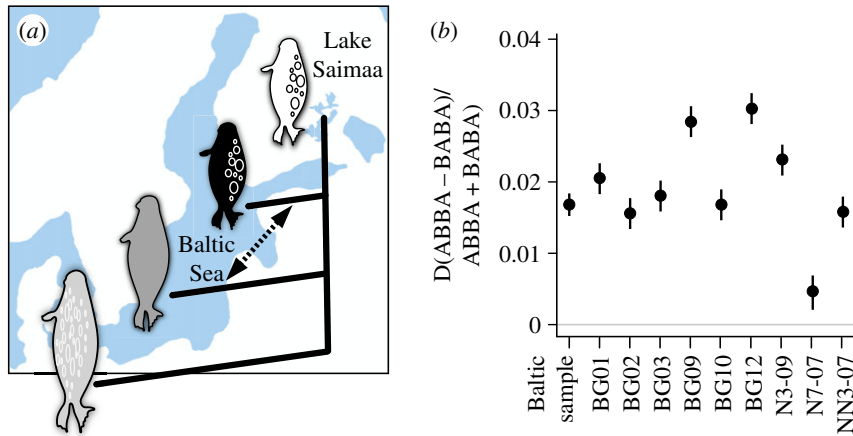 (a)
Lake
Saimaa
Baltic
Sea
(b)
D(ABBA – BABA)/
ABBA + BABA)
0.04
0.03
0.02
0.01
0
Baltic
sample
BG01
BG02
BG03
BG09
BG10
BG12
N3-09
N7-07
NN3-07